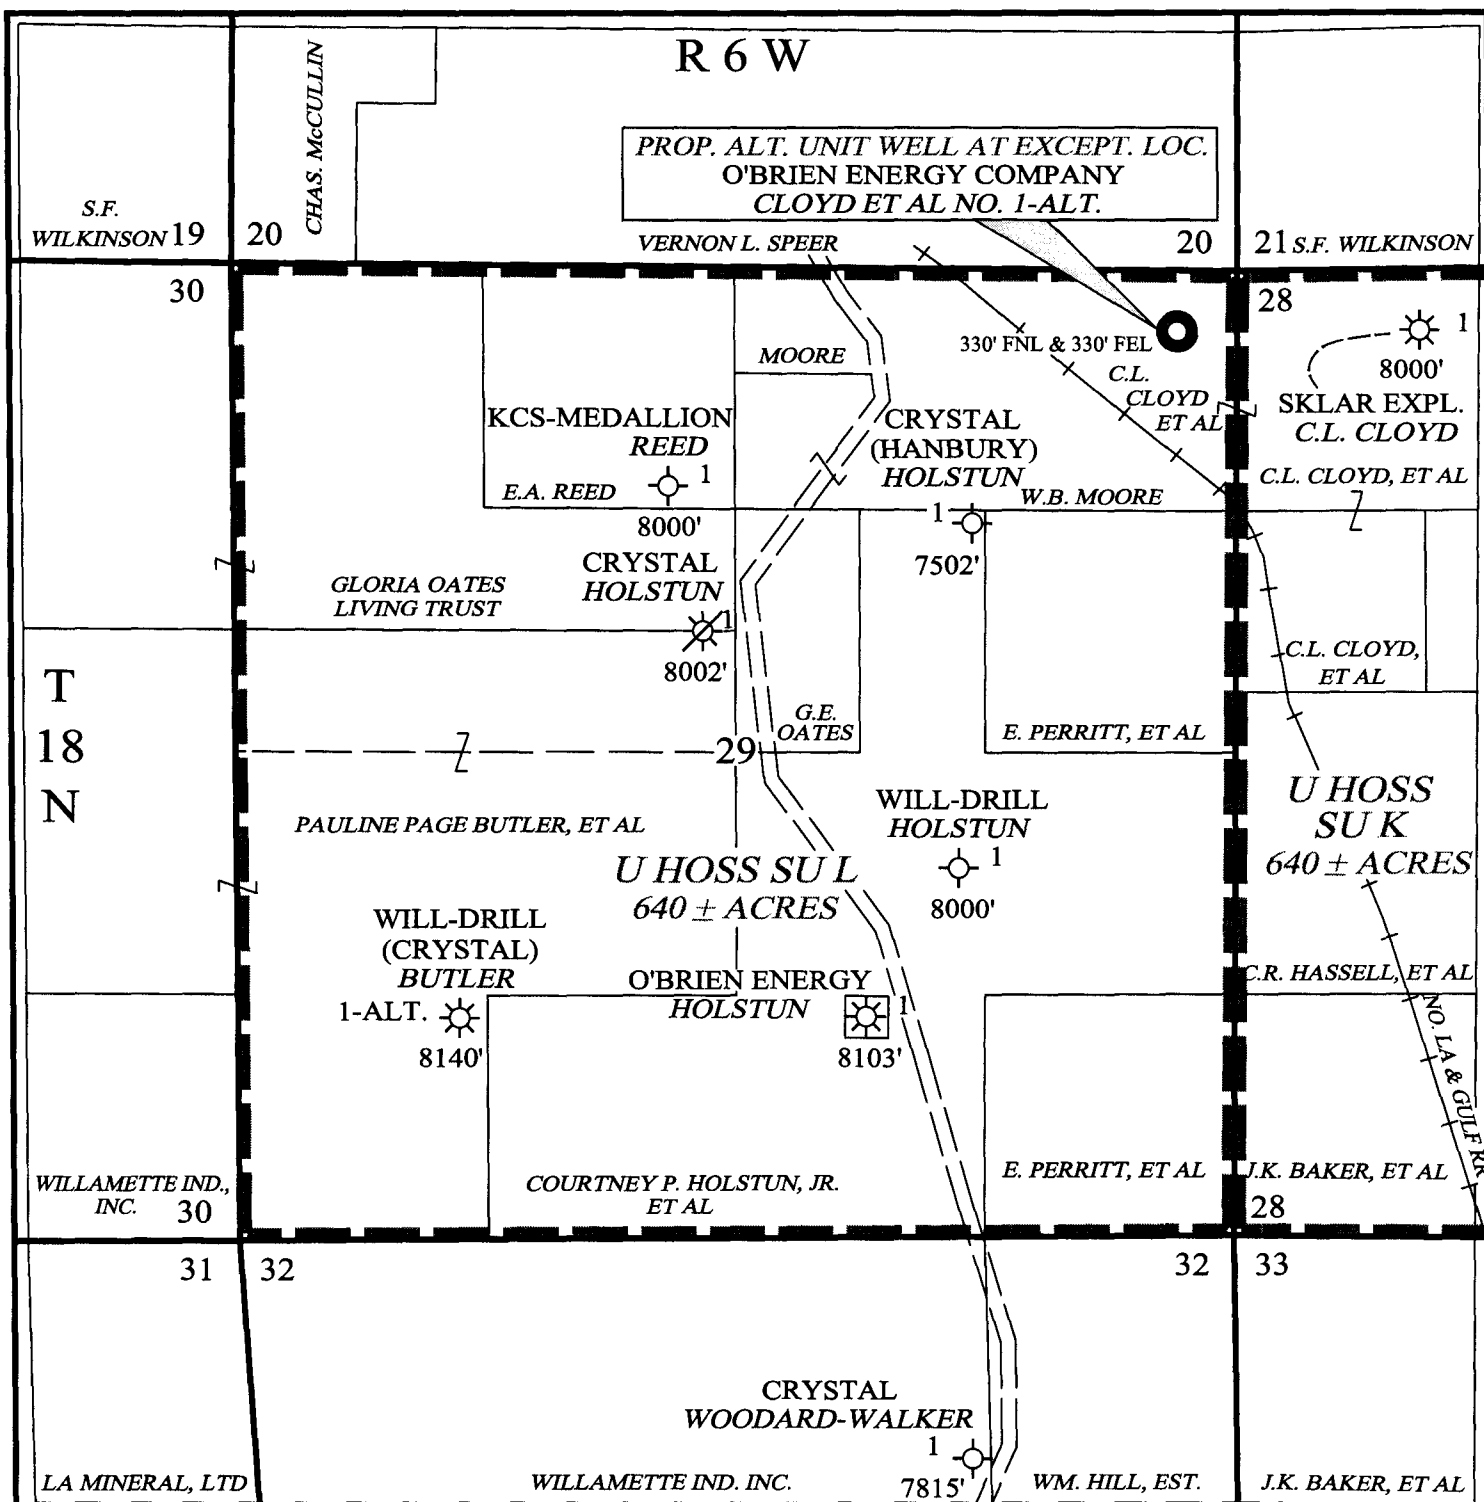 R 6 W
CHAS. McCULLIN
PROP. ALT. UNIT WELL AT EXCEPT. LOC.
O'BRIEN ENERGY COMPANY
CLOYD ET AL NO. 1-ALT.
S.F.
WILKINSON 19
20
VERNON L. SPEER
20
21 S.F. WILKINSON
30
28
1
8000'
SKLAR EXPL.
C.L. CLOYD
C.L. CLOYD, ET AL
330' FNL & 330' FEL
C.L.
CLOYD
ET AL
MOORE
KCS-MEDALLION
REED
1
E.A. REED
8000'
CRYSTAL
(HANBURY)
HOLSTUN
W.B. MOORE
1
7502'
CRYSTAL
HOLSTUN
1
8002'
GLORIA OATES
LIVING TRUST
C.L. CLOYD,
ET AL
T
18
N
G.E.
OATES
E. PERRITT, ET AL
29
U HOSS
SU K
640 ± ACRES
PAULINE PAGE BUTLER, ET AL
WILL-DRILL
HOLSTUN
1
8000'
U HOSS SU L
640 ± ACRES
WILL-DRILL
(CRYSTAL)
BUTLER
1-ALT.
8140'
O'BRIEN ENERGY
HOLSTUN
1
8103'
C.R. HASSELL, ET AL
NO. LA & GULF RR
WILLAMETTE IND.,
INC.
30
COURTNEY P. HOLSTUN, JR.
ET AL
E. PERRITT, ET AL
J.K. BAKER, ET AL
28
31
32
32
33
CRYSTAL
WOODARD-WALKER
1
7815'
LA MINERAL, LTD
WILLAMETTE IND. INC.
WM. HILL, EST.
J.K. BAKER, ET AL